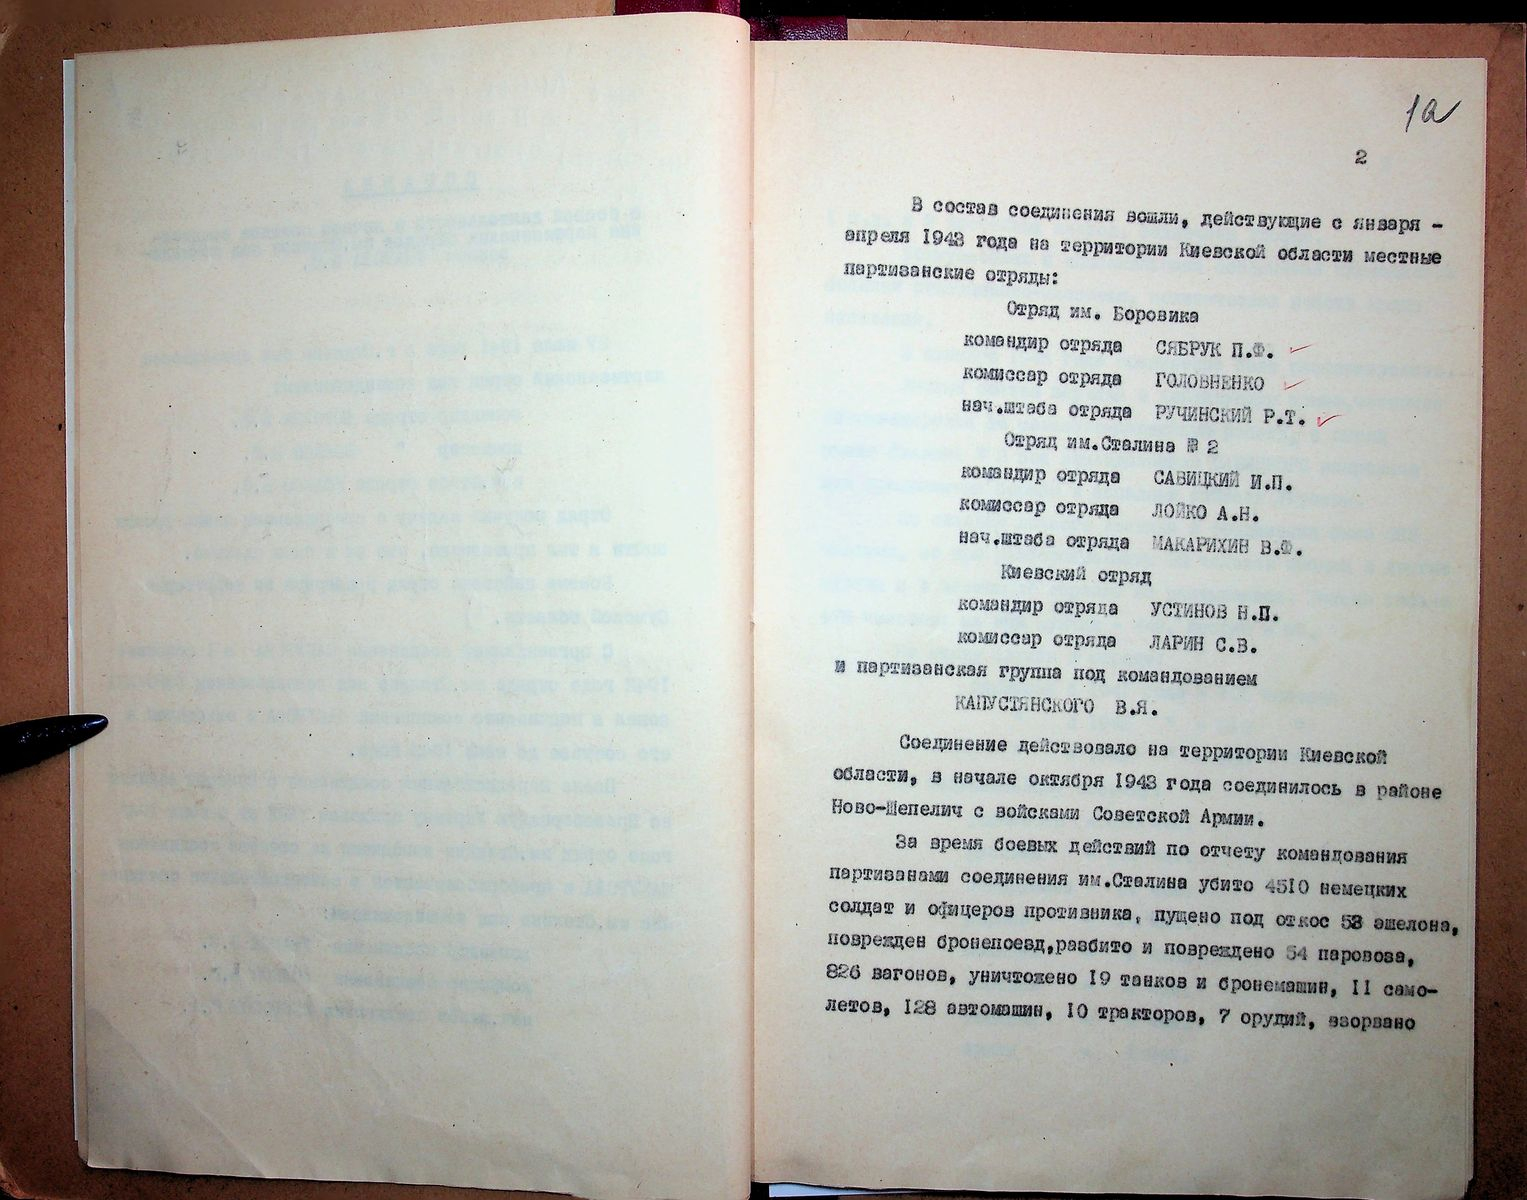 1а
2
В состав соединения вошли, действующие с января -
апреля 1943 года на территории Киевской области местные
партизанские отряды:
Отряд им. Боровика
командир отряда СЯБРУК П.Ф.
комиссар отряда ГОЛОВНЕНКО
нач.штаба отряда РУЧИНСКИЙ Р.Т.
Отряд им.Сталина № 2
командир отряда САВИЦКИЙ И.П.
комиссар отряда ЛОЙКО А.Н.
нач.штаба отряда МАКАРИХИН В.Ф.
Киевский отряд
командир отряда УСТИНОВ Н.П.
комиссар отряда ЛАРИН С.В.
и партизанская группа под командованием
КАПУСТЯНСКОГО В.Я.
Соединение действовало на территории Киевской
области, в начале октября 1943 года соединилось в районе
Ново-Шепелич с войсками Советской Армии.
За время боевых действий по отчету командования
партизанами соединения им.Сталина убито 4510 немецких
солдат и офицеров противника, пущено под откос 53 эшелона,
поврежден бронепоезд,разбито и повреждено 54 паровоза,
826 вагонов, уничтожено 19 танков и бронемашин, 11 само-
летов, 128 автомашин, 10 тракторов, 7 орудий, взорвано